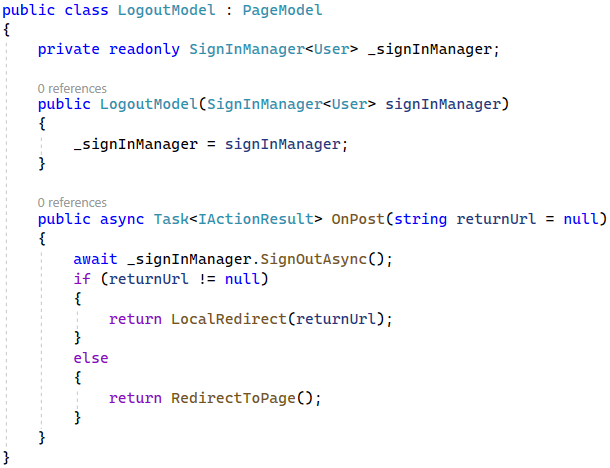 public class LogoutModel : PageModel
{
    private readonly SignInManager<User> _signInManager;
    0 references
    public LogoutModel(SignInManager<User> signInManager)
    {
        _signInManager = signInManager;
    }
    0 references
    public async Task<IActionResult> OnPost(string returnUrl = null)
    {
        await _signInManager.SignOutAsync();
        if (returnUrl != null)
        {
            return LocalRedirect(returnUrl);
        }
        else
        {
            return RedirectToPage();
        }
    }
}